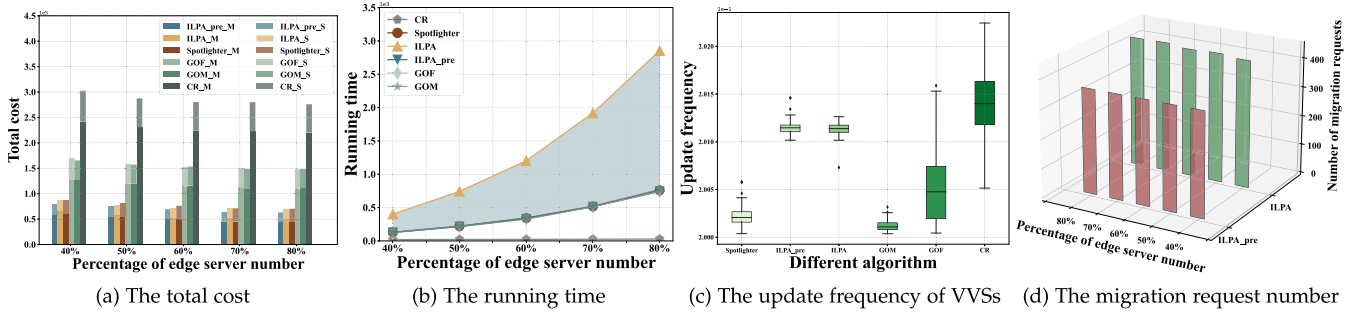 1e5
4.5
4.0
3.5
3.0
2.5
2.0
1.5
1.0
0.5
0.0
Total cost
ILPA_pre_M
ILPA_M
Spotlighter_M
GOF_M
GOM_M
CR_M
ILPA_pre_S
ILPA_S
Spotlighter_S
GOF_S
GOM_S
CR_S
40% 50% 60% 70% 80%
Percentage of edge server number
(a) The total cost
1e3
3.5
3.0
2.5
2.0
1.5
1.0
0.5
0.0
Running time
CR
Spotlighter
ILPA
ILPA_pre
GOF
GOM
40% 50% 60% 70% 80%
Percentage of edge server number
(b) The running time
1e−1
2.020
2.015
2.010
2.005
2.000
Update frequency
Spotlighter ILPA_pre ILPA GOM GOF CR
Different algorithm
(c) The update frequency of VVSs
400
300
200
100
0
Number of migration requests
80% 70% 60% 50% 40%
Percentage of edge server number
ILPA
ILPA_pre
(d) The migration request number